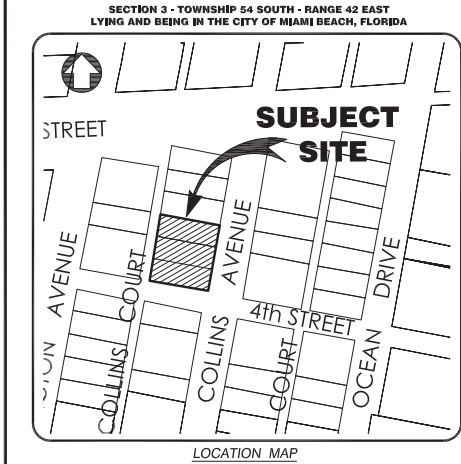 SECTION 3 - TOWNSHIP 54 SOUTH - RANGE 42 EAST
LYING AND BEING IN THE CITY OF MIAMI BEACH, FLORIDA
STREET
SUBJECT
SITE
AVENUE
COLLINS COURT
COLLINS AVENUE
4th STREET
COURT
OCEAN DRIVE
LOCATION MAP